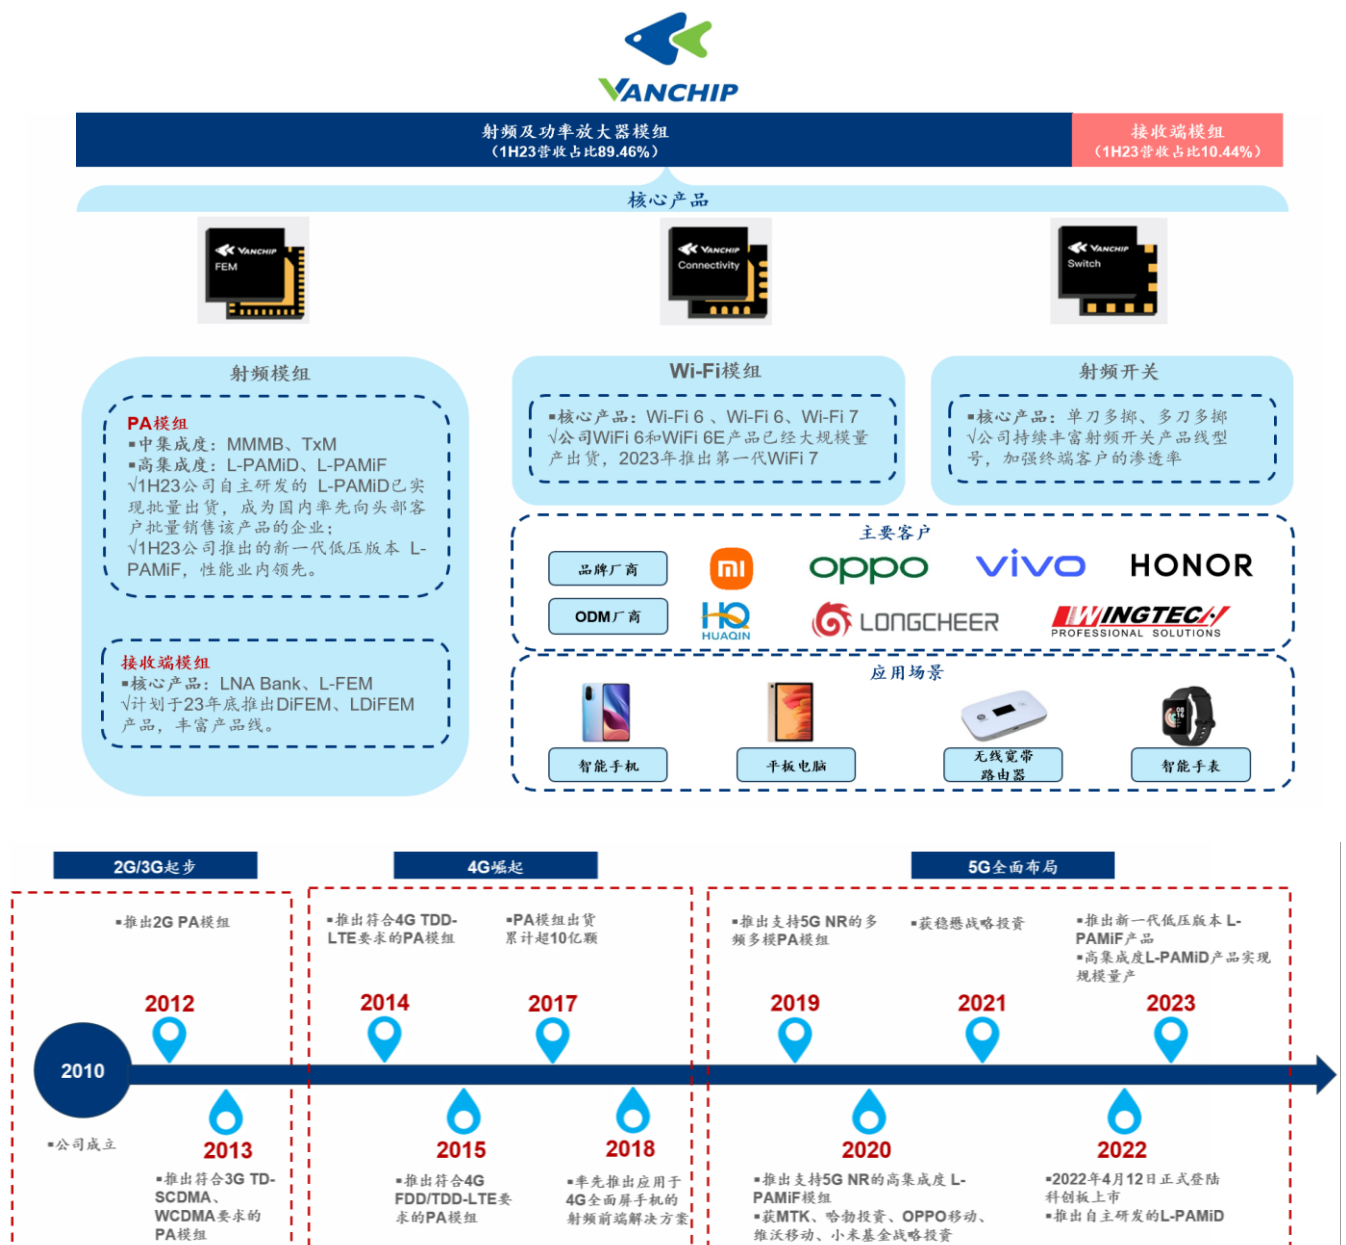 VANCHIP
射频及功率放大器模组
（1H23营收占比89.46%）
接收端模组
（1H23营收占比10.44%）
核心产品
VANCHIP
FEM
VANCHIP
Connectivity
VANCHIP
Switch
射频模组
PA模组
▪中集成度：MMMB、TxM
▪高集成度：L-PAMiD、L-PAMiF
√1H23公司自主研发的 L-PAMiD已实
现批量出货，成为国内率先向头部客
户批量销售该产品的企业；
√1H23公司推出的新一代低压版本 L-
PAMiF，性能业内领先。
接收端模组
▪核心产品：LNA Bank、L-FEM
√计划于23年底推出DiFEM、LDiFEM
产品，丰富产品线。
Wi-Fi模组
▪核心产品：Wi-Fi 6 、Wi-Fi 6、Wi-Fi 7
√公司WiFi 6和WiFi 6E产品已经大规模量
产出货，2023年推出第一代WiFi 7
射频开关
▪核心产品：单刀多掷、多刀多掷
√公司持续丰富射频开关产品线型
号，加强终端客户的渗透率
主要客户
品牌厂商
mi
oppo
vivo
HONOR
ODM厂商
HQ
HUAQIN
LONGCHEER
WINGTECH
PROFESSIONAL SOLUTIONS
应用场景
智能手机
平板电脑
无线宽带
路由器
智能手表
2G/3G起步
4G崛起
5G全面布局
▪推出2G PA模组
▪推出符合4G TDD-
LTE要求的PA模组
▪PA模组出货
累计超10亿颗
▪推出支持5G NR的多
频多模PA模组
▪获稳懋战略投资
▪推出新一代低压版本 L-
PAMiF产品
▪高集成度L-PAMiD产品实现
规模量产
2012
2014
2017
2019
2021
2023
2010
▪公司成立
2013
2015
2018
2020
2022
▪推出符合3G TD-
SCDMA、
WCDMA要求的
PA模组
▪推出符合4G
FDD/TDD-LTE要
求的PA模组
▪率先推出应用于
4G全面屏手机的
射频前端解决方案
▪推出支持5G NR的高集成度 L-
PAMiF模组
▪获MTK、哈勃投资、OPPO移动、
维沃移动、小米基金战略投资
▪2022年4月12日正式登陆
科创板上市
▪推出自主研发的L-PAMiD